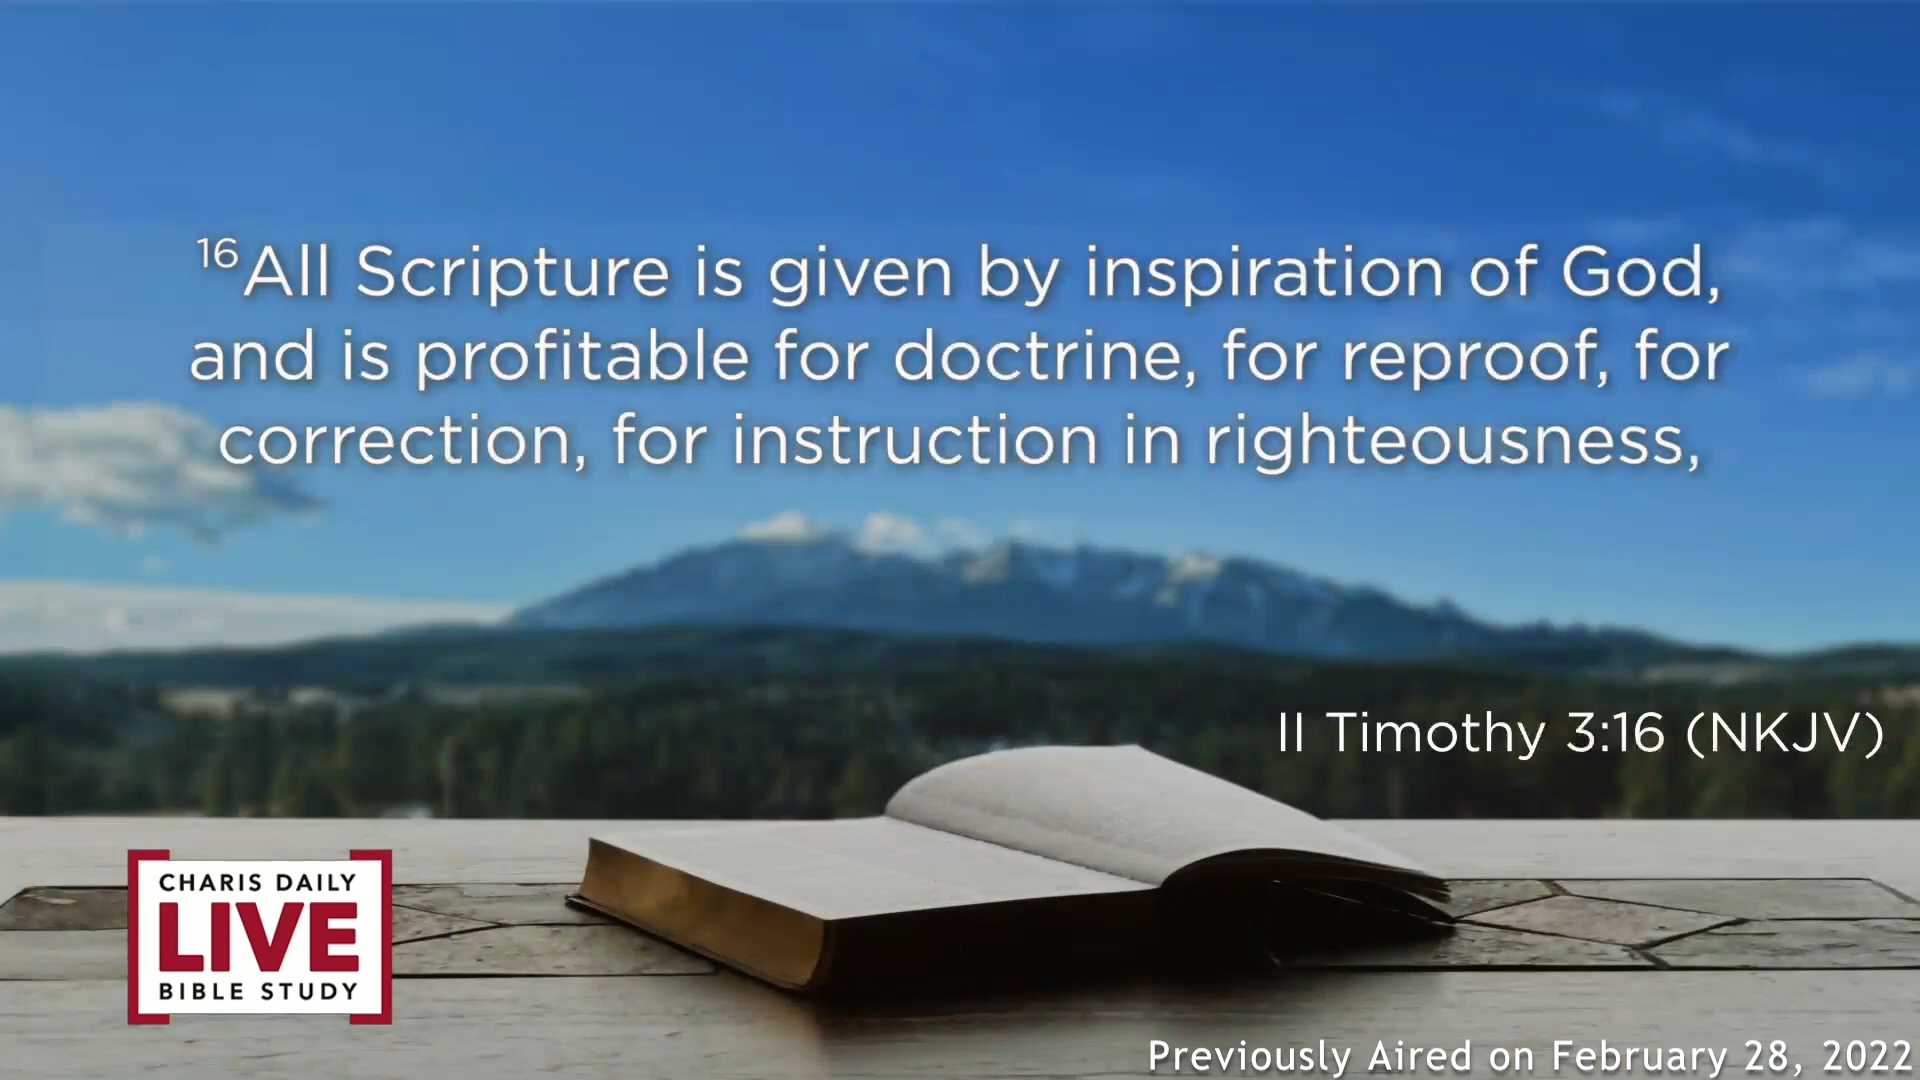 16All Scripture is given by inspiration of God,
and is profitable for doctrine, for reproof, for
correction, for instruction in righteousness,
II Timothy 3:16 (NKJV)
CHARIS DAILY
LIVE
BIBLE STUDY
Previously Aired on February 28, 2022